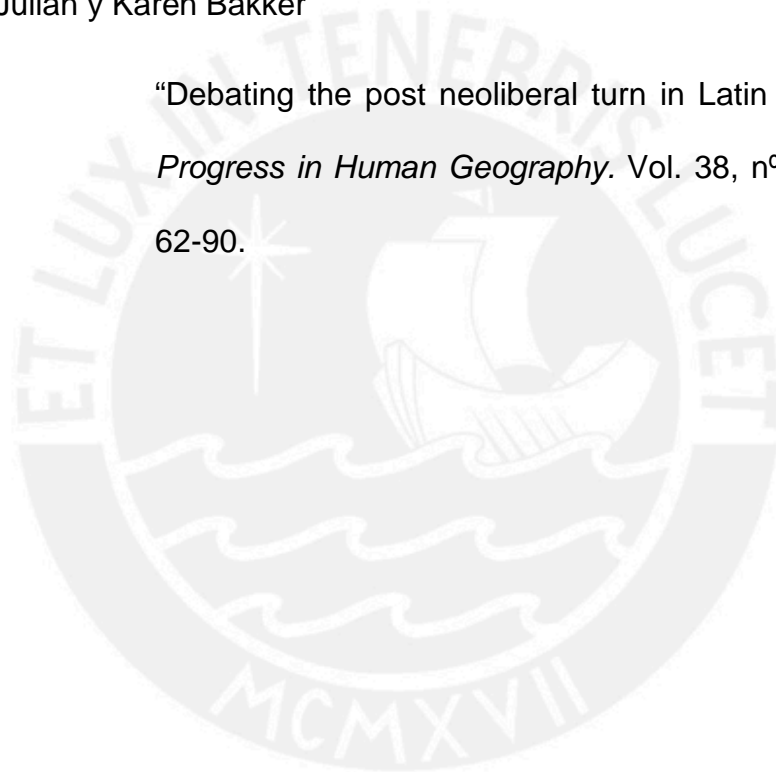 Julian y Karen Bakker
“Debating the post neoliberal turn in Latin
Progress in Human Geography. Vol. 38, nº
62-90.
ET LUX IN TENEBRIS LUCET
MCMXVII